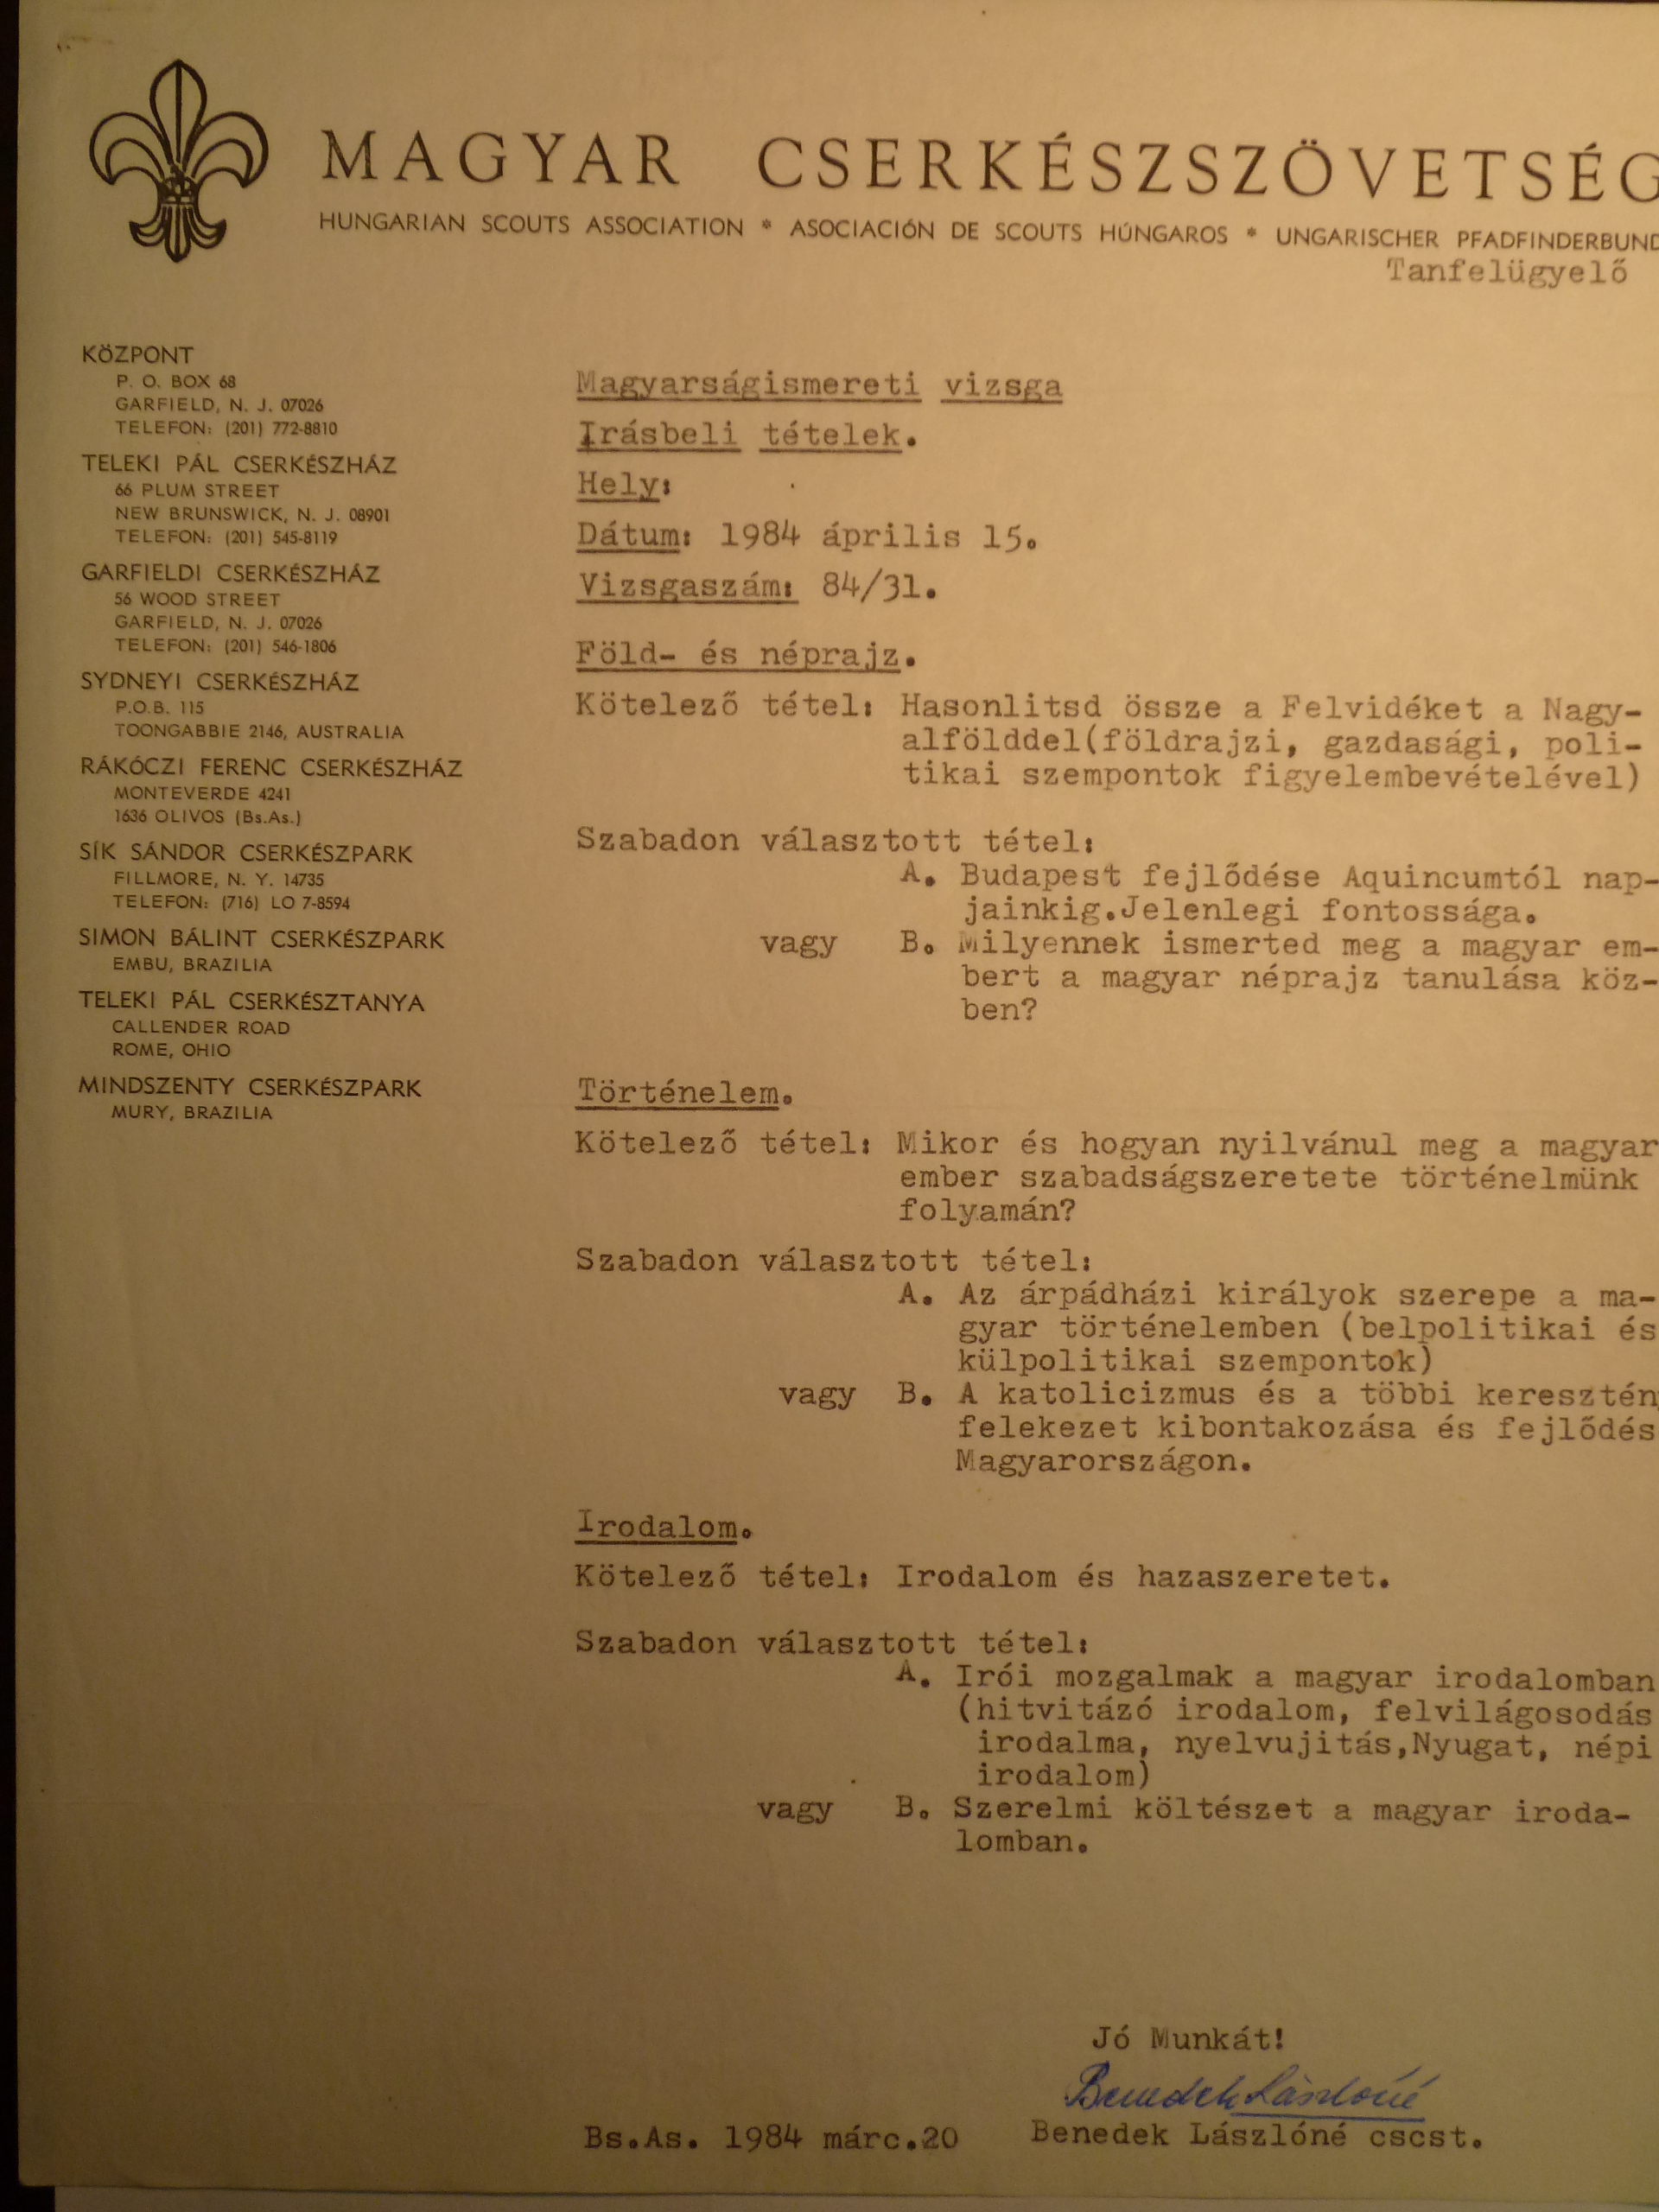 MAGYAR CSERKÉSZSZÖVETSÉG
HUNGARIAN SCOUTS ASSOCIATION * ASOCIACIÓN DE SCOUTS HÚNGAROS * UNGARISCHER PFADFINDERBUND
Tanfelügyelő
KÖZPONT
P. O. BOX 68
GARFIELD, N. J. 07026
TELEFON: (201) 772-8810
TELEKI PÁL CSERKÉSZHÁZ
66 PLUM STREET
NEW BRUNSWICK, N. J. 08901
TELEFON: (201) 545-8119
GARFIELDI CSERKÉSZHÁZ
56 WOOD STREET
GARFIELD, N. J. 07026
TELEFON: (201) 546-1806
SYDNEYI CSERKÉSZHÁZ
P.O.B. 115
TOONGABBIE 2146, AUSTRALIA
RÁKÓCZI FERENC CSERKÉSZHÁZ
MONTEVERDE 4241
1636 OLIVOS (Bs.As.)
SÍK SÁNDOR CSERKÉSZPARK
FILLMORE, N. Y. 14735
TELEFON: (716) LO 7-8594
SIMON BÁLINT CSERKÉSZPARK
EMBU, BRAZILIA
TELEKI PÁL CSERKÉSZTANYA
CALLENDER ROAD
ROME, OHIO
MINDSZENTY CSERKÉSZPARK
MURY, BRAZILIA
Magyarságismereti vizsga
Irásbeli tételek.
Hely:
Dátum: 1984 április 15.
Vizsgaszám: 84/31.
Föld- és néprajz.
Kötelező tétel: Hasonlitsd össze a Felvidéket a Nagy-
alfölddel(földrajzi, gazdasági, poli-
tikai szempontok figyelembevételével)
Szabadon választott tétel:
A. Budapest fejlődése Aquincumtól nap-
jainkig.Jelenlegi fontossága.
vagy B. Milyennek ismerted meg a magyar em-
bert a magyar néprajz tanulása köz-
ben?
Történelem.
Kötelező tétel: Mikor és hogyan nyilvánul meg a magyar
ember szabadságszeretete történelmünk
folyamán?
Szabadon választott tétel:
A. Az árpádházi királyok szerepe a ma-
gyar történelemben (belpolitikai és
külpolitikai szempontok)
vagy B. A katolicizmus és a többi keresztén
felekezet kibontakozása és fejlődés
Magyarországon.
Irodalom.
Kötelező tétel: Irodalom és hazaszeretet.
Szabadon választott tétel:
A. Irói mozgalmak a magyar irodalomban
(hitvitázó irodalom, felvilágosodás
irodalma, nyelvujitás,Nyugat, népi
irodalom)
vagy B. Szerelmi költészet a magyar iroda-
lomban.
Jó Munkát!
Benedek Lászlóné
Bs.As. 1984 márc.20 Benedek Lászlóné cscst.